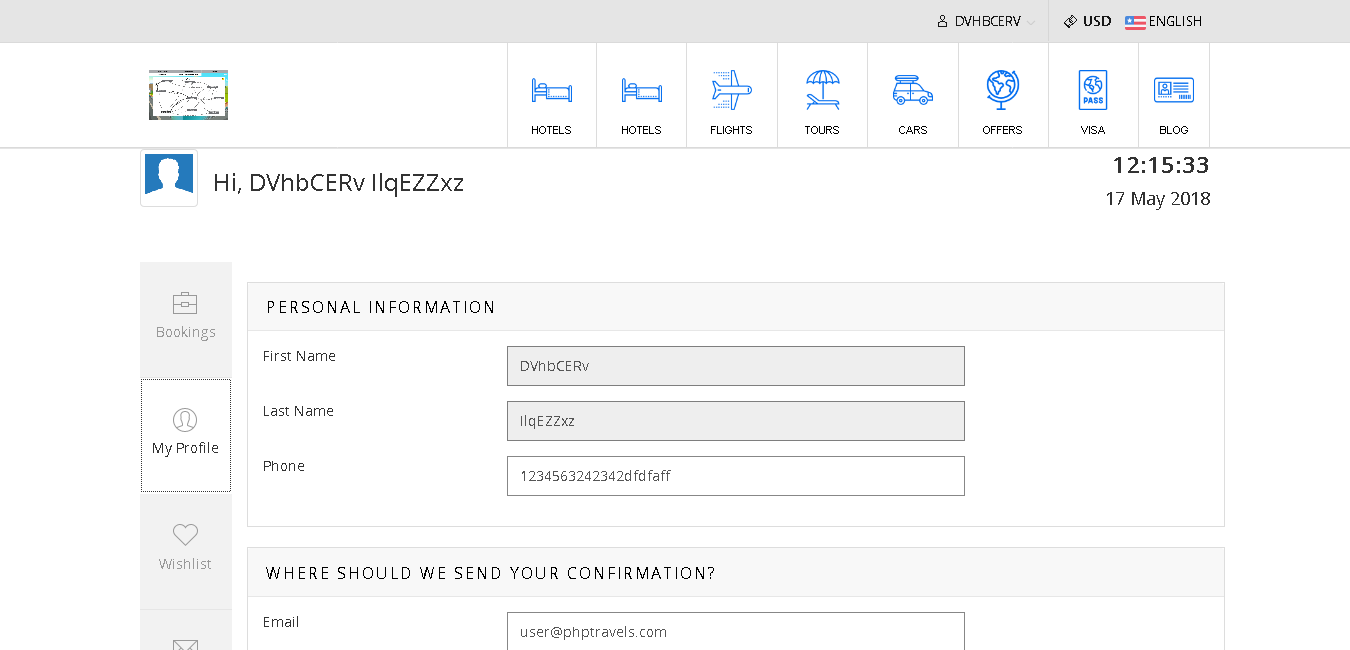 DVHBCERV USD ENGLISH
HOTELS HOTELS FLIGHTS TOURS CARS OFFERS PASS VISA BLOG
12:15:33
Hi, DVhbCERv IlqEZZxz
17 May 2018
Bookings
My Profile
Wishlist
PERSONAL INFORMATION
First Name DVhbCERv
Last Name IlqEZZxz
Phone 1234563242342dfdfaff
WHERE SHOULD WE SEND YOUR CONFIRMATION?
Email user@phptravels.com